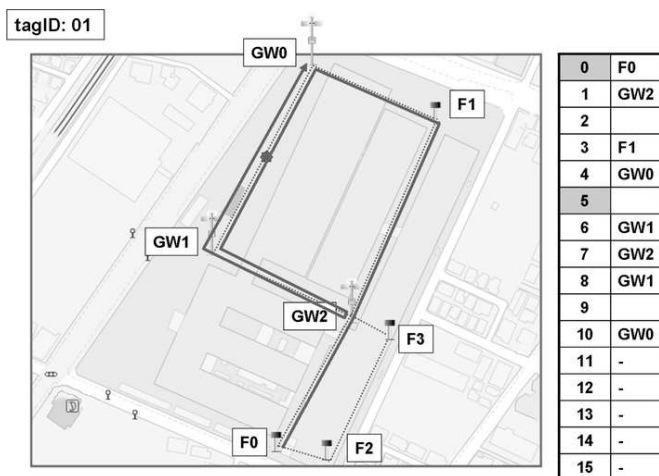 tagID: 01
GW0
F1
GW1
GW2
F3
F0
F2
0 F0
1 GW2
2
3 F1
4 GW0
5
6 GW1
7 GW2
8 GW1
9
10 GW0
11 -
12 -
13 -
14 -
15 -